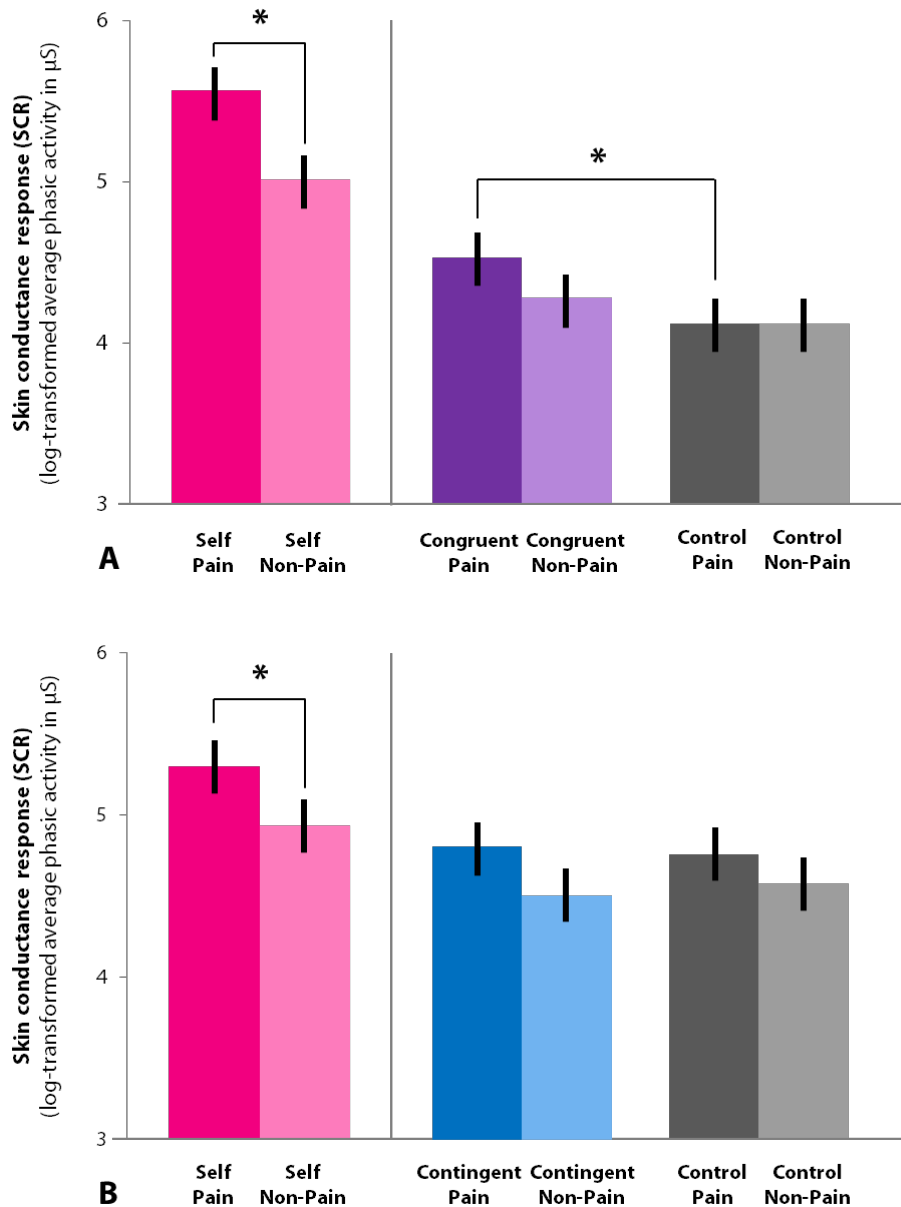 Skin conductance response (SCR)
(log-transformed average phasic activity in µS)
6
5
4
3
*
*
Self Pain
Self Non-Pain
Congruent Pain
Congruent Non-Pain
Control Pain
Control Non-Pain
A
Skin conductance response (SCR)
(log-transformed average phasic activity in µS)
6
5
4
3
*
Self Pain
Self Non-Pain
Contingent Pain
Contingent Non-Pain
Control Pain
Control Non-Pain
B